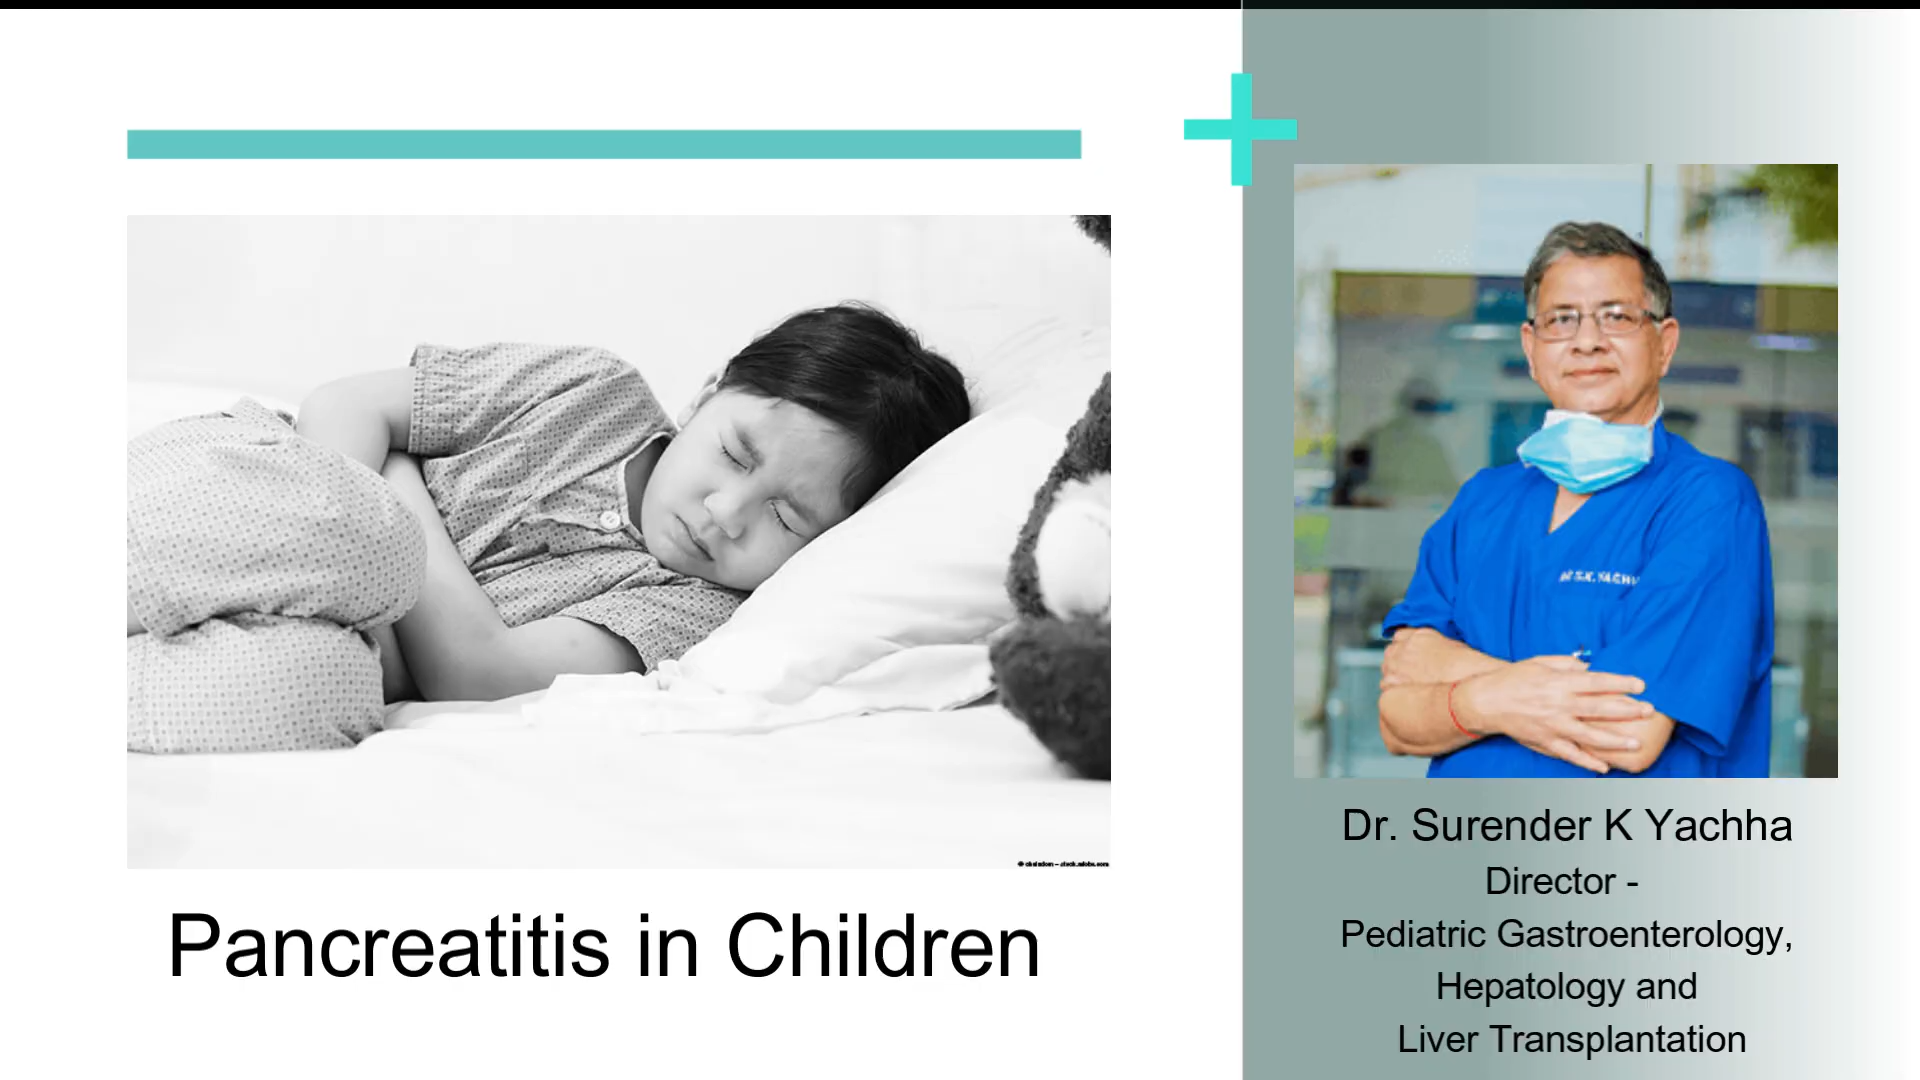 Pancreatitis in Children
Dr. Surender K Yachha
Director -
Pediatric Gastroenterology,
Hepatology and
Liver Transplantation